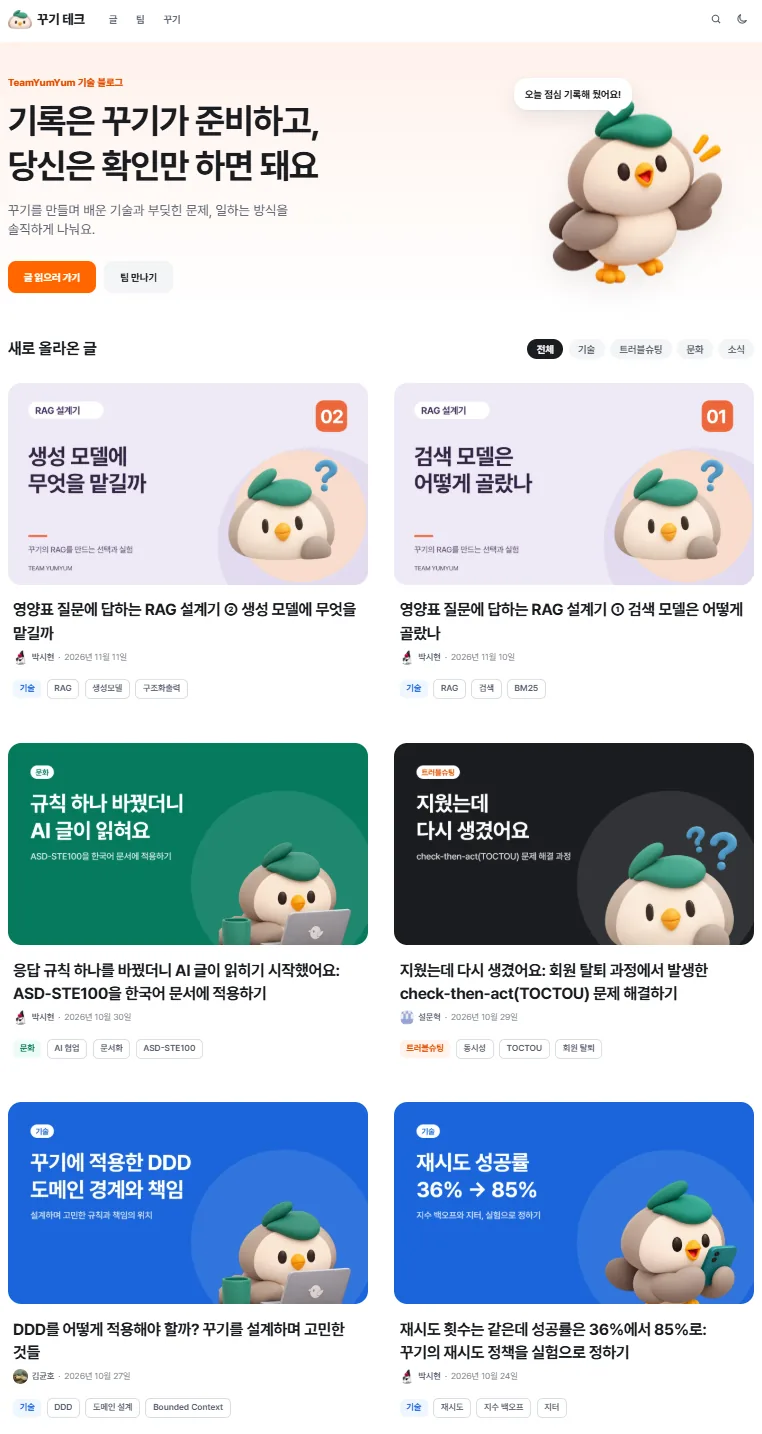 꾸기 테크
글
팀
꾸기
TeamYumYum 기술 블로그
기록은 꾸기가 준비하고,
당신은 확인만 하면 돼요
꾸기를 만들며 배운 기술과 부딪힌 문제, 일하는 방식을
솔직하게 나눠요.
글 읽으러 가기
팀 만나기
오늘 점심 기록해 뒀어요!
새로 올라온 글
전체
기술
트러블슈팅
문화
소식
RAG 설계기
02
생성 모델에
무엇을 맡길까
꾸기의 RAG를 만드는 선택과 실험
TEAM YUMYUM
영양표 질문에 답하는 RAG 설계기 ② 생성 모델에 무엇을
맡길까
박시현 · 2026년 11월 11일
기술
RAG
생성모델
구조화출력
RAG 설계기
01
검색 모델은
어떻게 골랐나
꾸기의 RAG를 만드는 선택과 실험
TEAM YUMYUM
영양표 질문에 답하는 RAG 설계기 ① 검색 모델은 어떻게
골랐나
박시현 · 2026년 11월 10일
기술
RAG
검색
BM25
문화
규칙 하나 바꿨더니
AI 글이 읽혀요
ASD-STE100을 한국어 문서에 적용하기
응답 규칙 하나를 바꿨더니 AI 글이 읽히기 시작했어요:
ASD-STE100을 한국어 문서에 적용하기
박시현 · 2026년 10월 30일
문화
AI 협업
문서화
ASD-STE100
트러블슈팅
지웠는데
다시 생겼어요
check-then-act(TOCTOU) 문제 해결 과정
지웠는데 다시 생겼어요: 회원 탈퇴 과정에서 발생한
check-then-act(TOCTOU) 문제 해결하기
설문혁 · 2026년 10월 29일
트러블슈팅
동시성
TOCTOU
회원 탈퇴
기술
꾸기에 적용한 DDD
도메인 경계와 책임
설계하며 고민한 규칙과 책임의 위치
DDD를 어떻게 적용해야 할까? 꾸기를 설계하며 고민한
것들
김균호 · 2026년 10월 27일
기술
DDD
도메인 설계
Bounded Context
기술
재시도 성공률
36% → 85%
지수 백오프와 지터, 실험으로 정하기
재시도 횟수는 같은데 성공률은 36%에서 85%로:
꾸기의 재시도 정책을 실험으로 정하기
박시현 · 2026년 10월 24일
기술
재시도
지수 백오프
지터